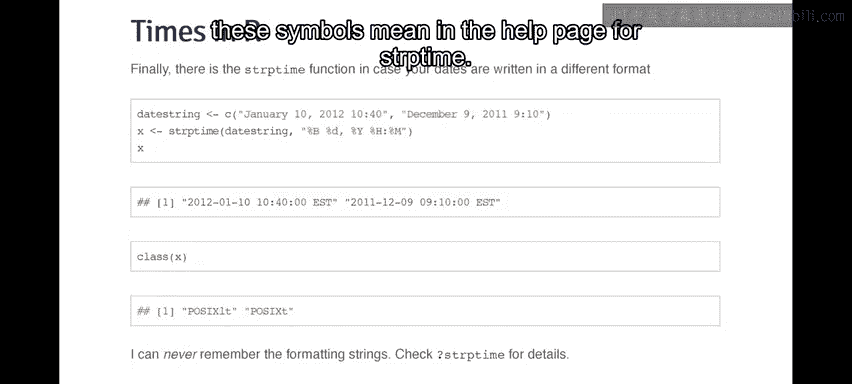 these symbols mean in the help page for
strptime.
Times in R
Finally, there is the strptime function in case your dates are written in a different format
datestring <- c("January 10, 2012 10:40", "December 9, 2011 9:10")
x <- strptime(datestring, "%B %d, %Y %H:%M")
x
## [1] "2012-01-10 10:40:00 EST" "2011-12-09 09:10:00 EST"
class(x)
## [1] "POSIXlt" "POSIXt"
I can never remember the formatting strings. Check ?strptime for details.